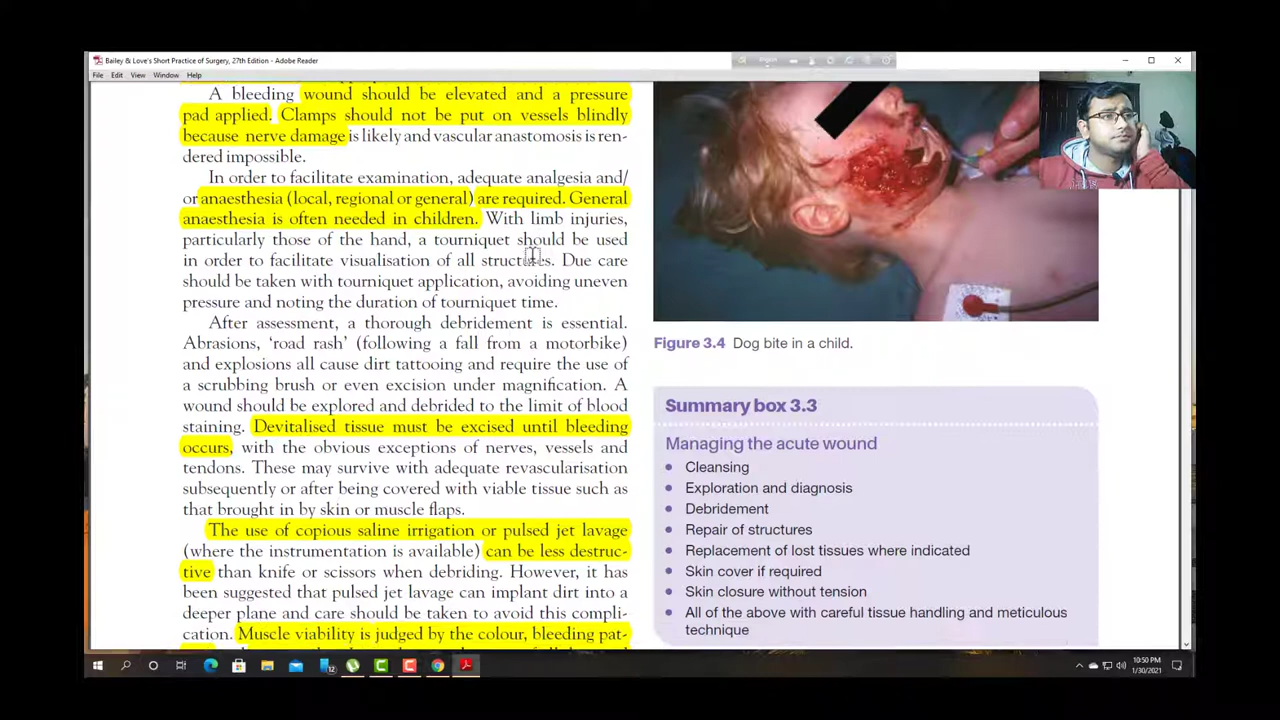 Bailey & Love's Short Practice of Surgery, 27th Edition - Adobe Reader
File Edit View Window Help
A bleeding wound should be elevated and a pressure
pad applied. Clamps should not be put on vessels blindly
because nerve damage is likely and vascular anastomosis is ren-
dered impossible.
In order to facilitate examination, adequate analgesia and/
or anaesthesia (local, regional or general) are required. General
anaesthesia is often needed in children. With limb injuries,
particularly those of the hand, a tourniquet should be used
in order to facilitate visualisation of all structures. Due care
should be taken with tourniquet application, avoiding uneven
pressure and noting the duration of tourniquet time.
After assessment, a thorough debridement is essential.
Abrasions, 'road rash' (following a fall from a motorbike)
and explosions all cause dirt tattooing and require the use of
a scrubbing brush or even excision under magnification. A
wound should be explored and debrided to the limit of blood
staining. Devitalised tissue must be excised until bleeding
occurs, with the obvious exceptions of nerves, vessels and
tendons. These may survive with adequate revascularisation
subsequently or after being covered with viable tissue such as
that brought in by skin or muscle flaps.
The use of copious saline irrigation or pulsed jet lavage
(where the instrumentation is available) can be less destruc-
tive than knife or scissors when debriding. However, it has
been suggested that pulsed jet lavage can implant dirt into a
deeper plane and care should be taken to avoid this compli-
cation. Muscle viability is judged by the colour, bleeding pat-
Figure 3.4 Dog bite in a child.
Summary box 3.3
Managing the acute wound
• Cleansing
• Exploration and diagnosis
• Debridement
• Repair of structures
• Replacement of lost tissues where indicated
• Skin cover if required
• Skin closure without tension
• All of the above with careful tissue handling and meticulous
technique
10:50 PM
1/30/2021